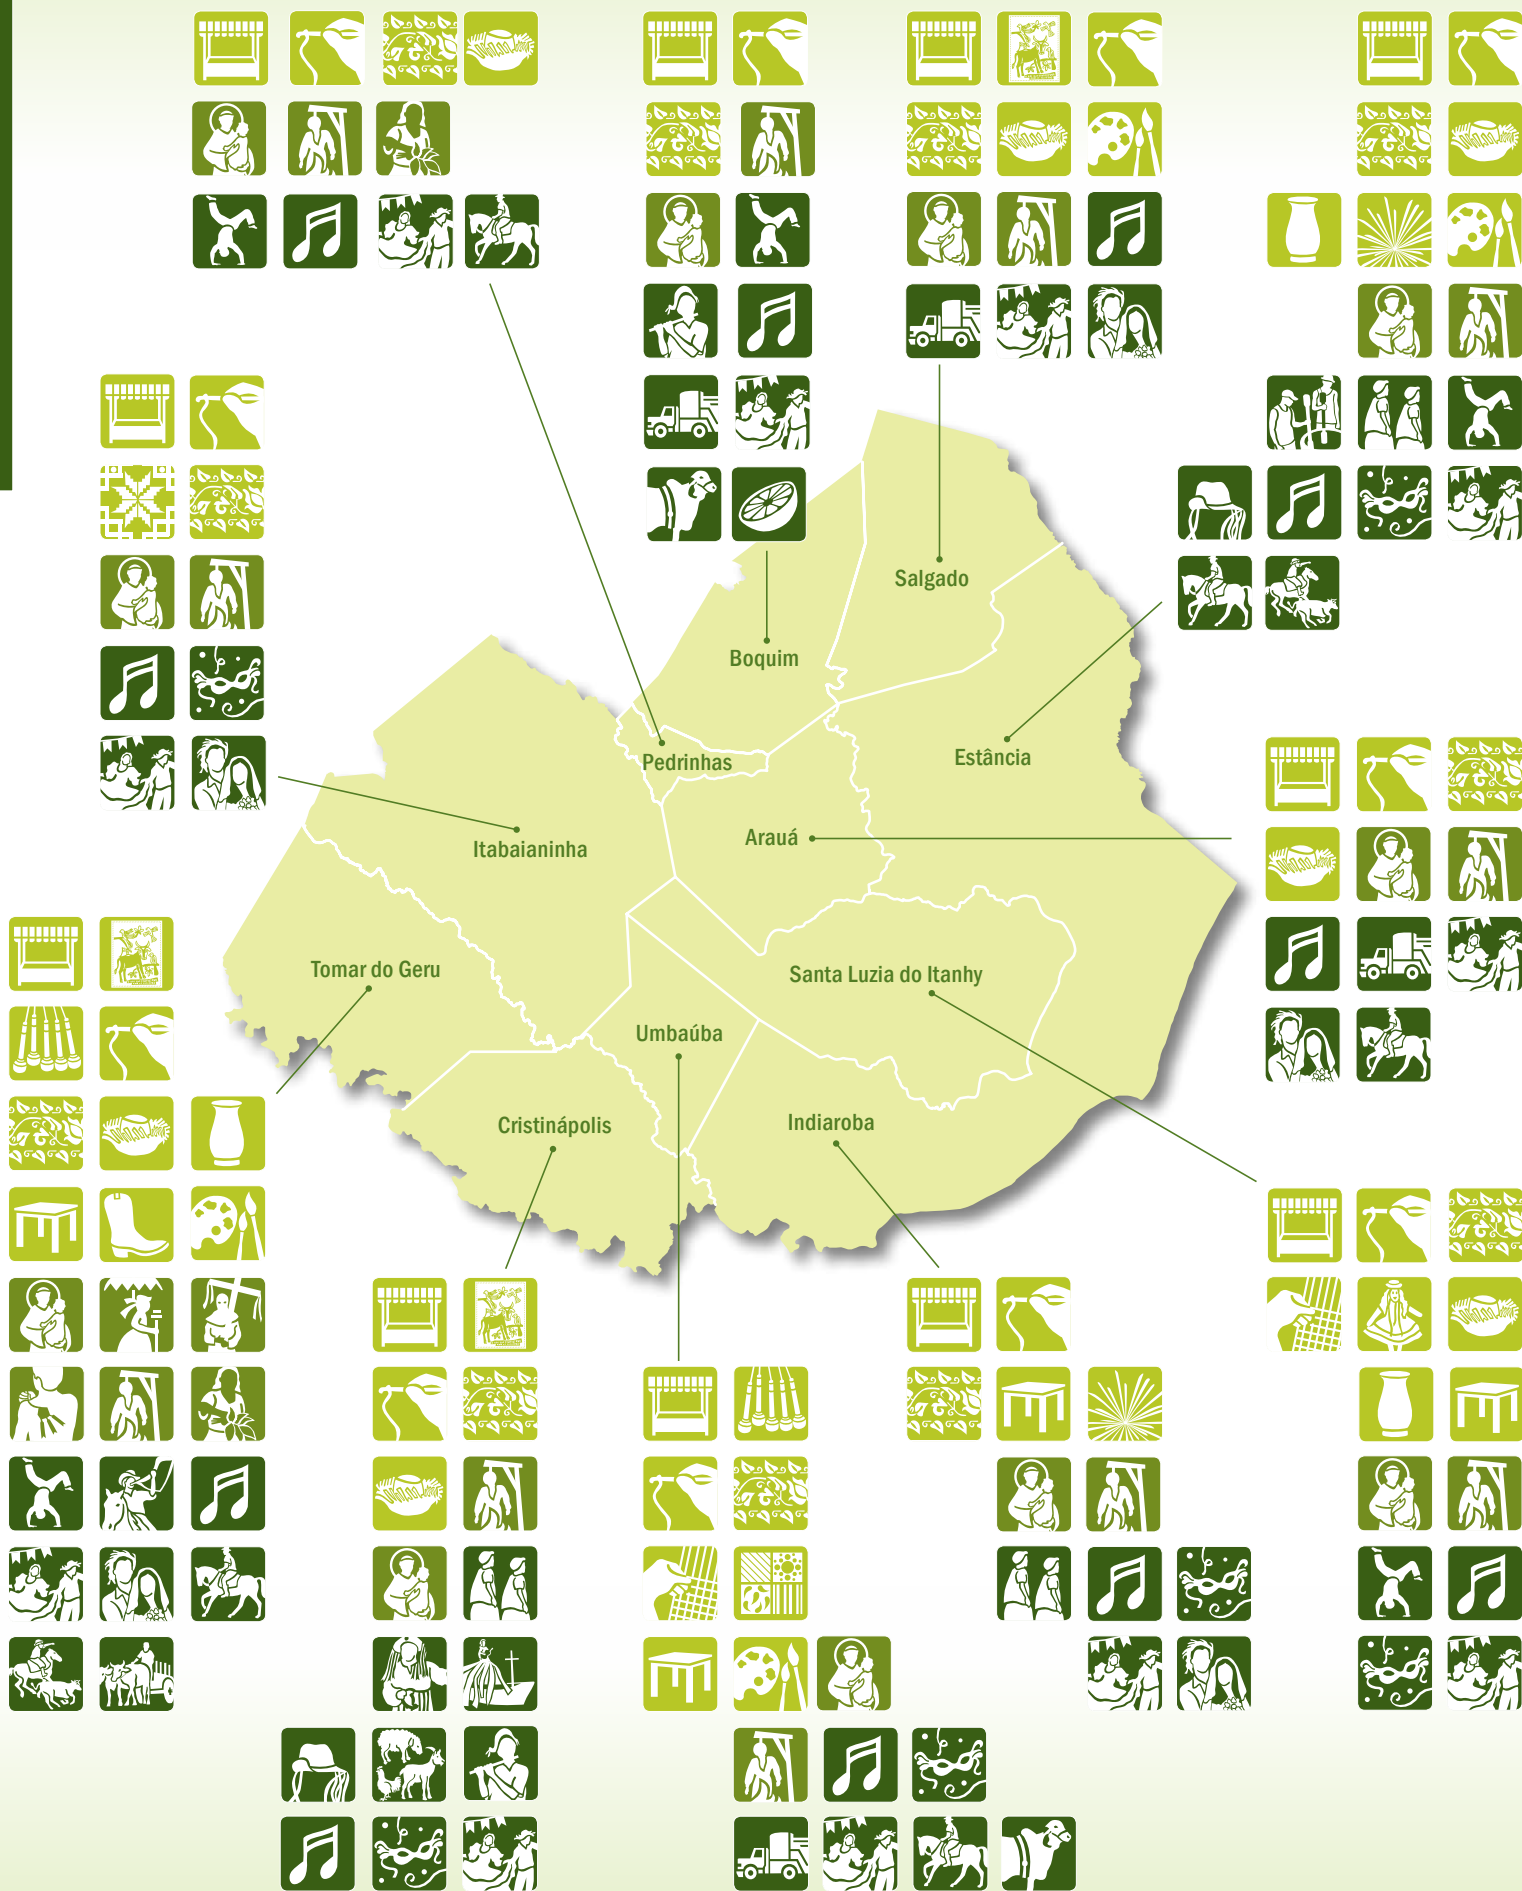 Salgado
Boquim
Estância
Pedrinhas
Arauá
Itabaianinha
Tomar do Geru
Santa Luzia do Itanhy
Umbaúba
Indiaroba
Cristinápolis